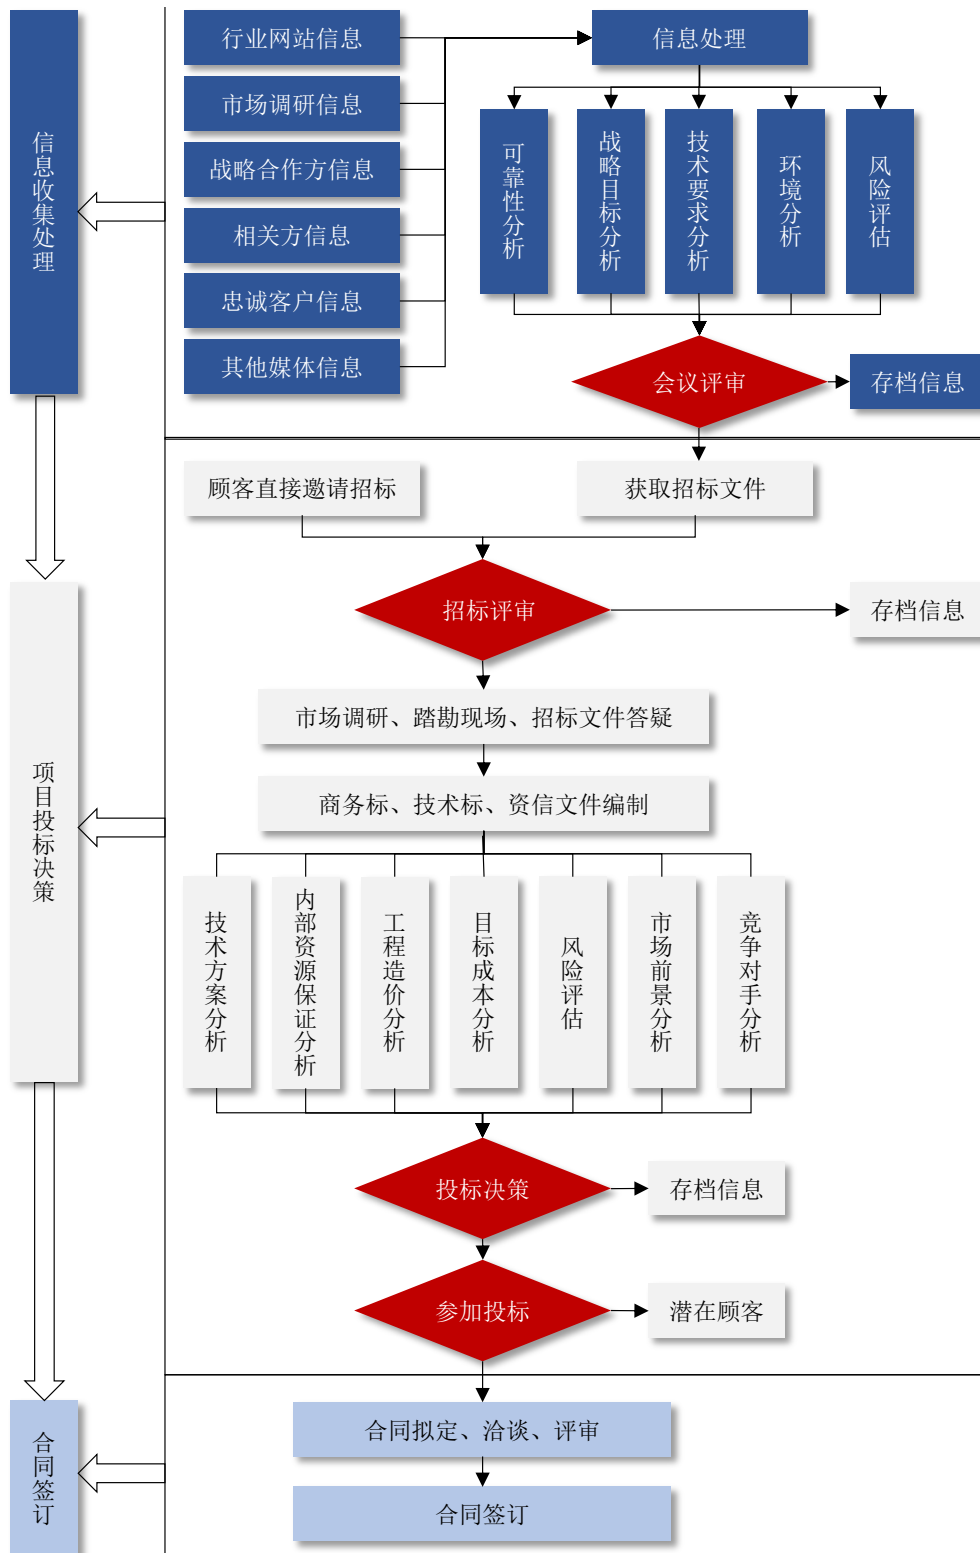 信息收集处理
行业网站信息
市场调研信息
战略合作方信息
相关方信息
忠诚客户信息
其他媒体信息
信息处理
可靠性分析
战略目标分析
技术要求分析
环境分析
风险评估
会议评审
存档信息
项目投标决策
顾客直接邀请招标
获取招标文件
招标评审
存档信息
市场调研、踏勘现场、招标文件答疑
商务标、技术标、资信文件编制
技术方案分析
内部资源保证分析
工程造价分析
目标成本分析
风险评估
市场前景分析
竞争对手分析
投标决策
存档信息
参加投标
潜在顾客
合同签订
合同拟定、洽谈、评审
合同签订